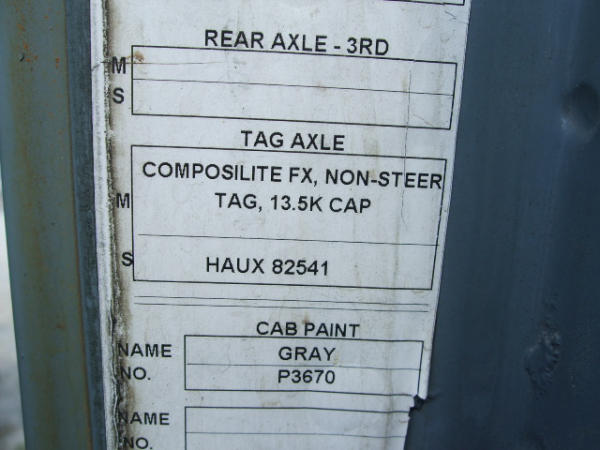 REAR AXLE - 3RD
M
S
TAG AXLE
COMPOSILITE FX, NON-STEER
M TAG, 13.5K CAP
S HAUX 82541
CAB PAINT
NAME GRAY
NO. P3670
NAME
NO.